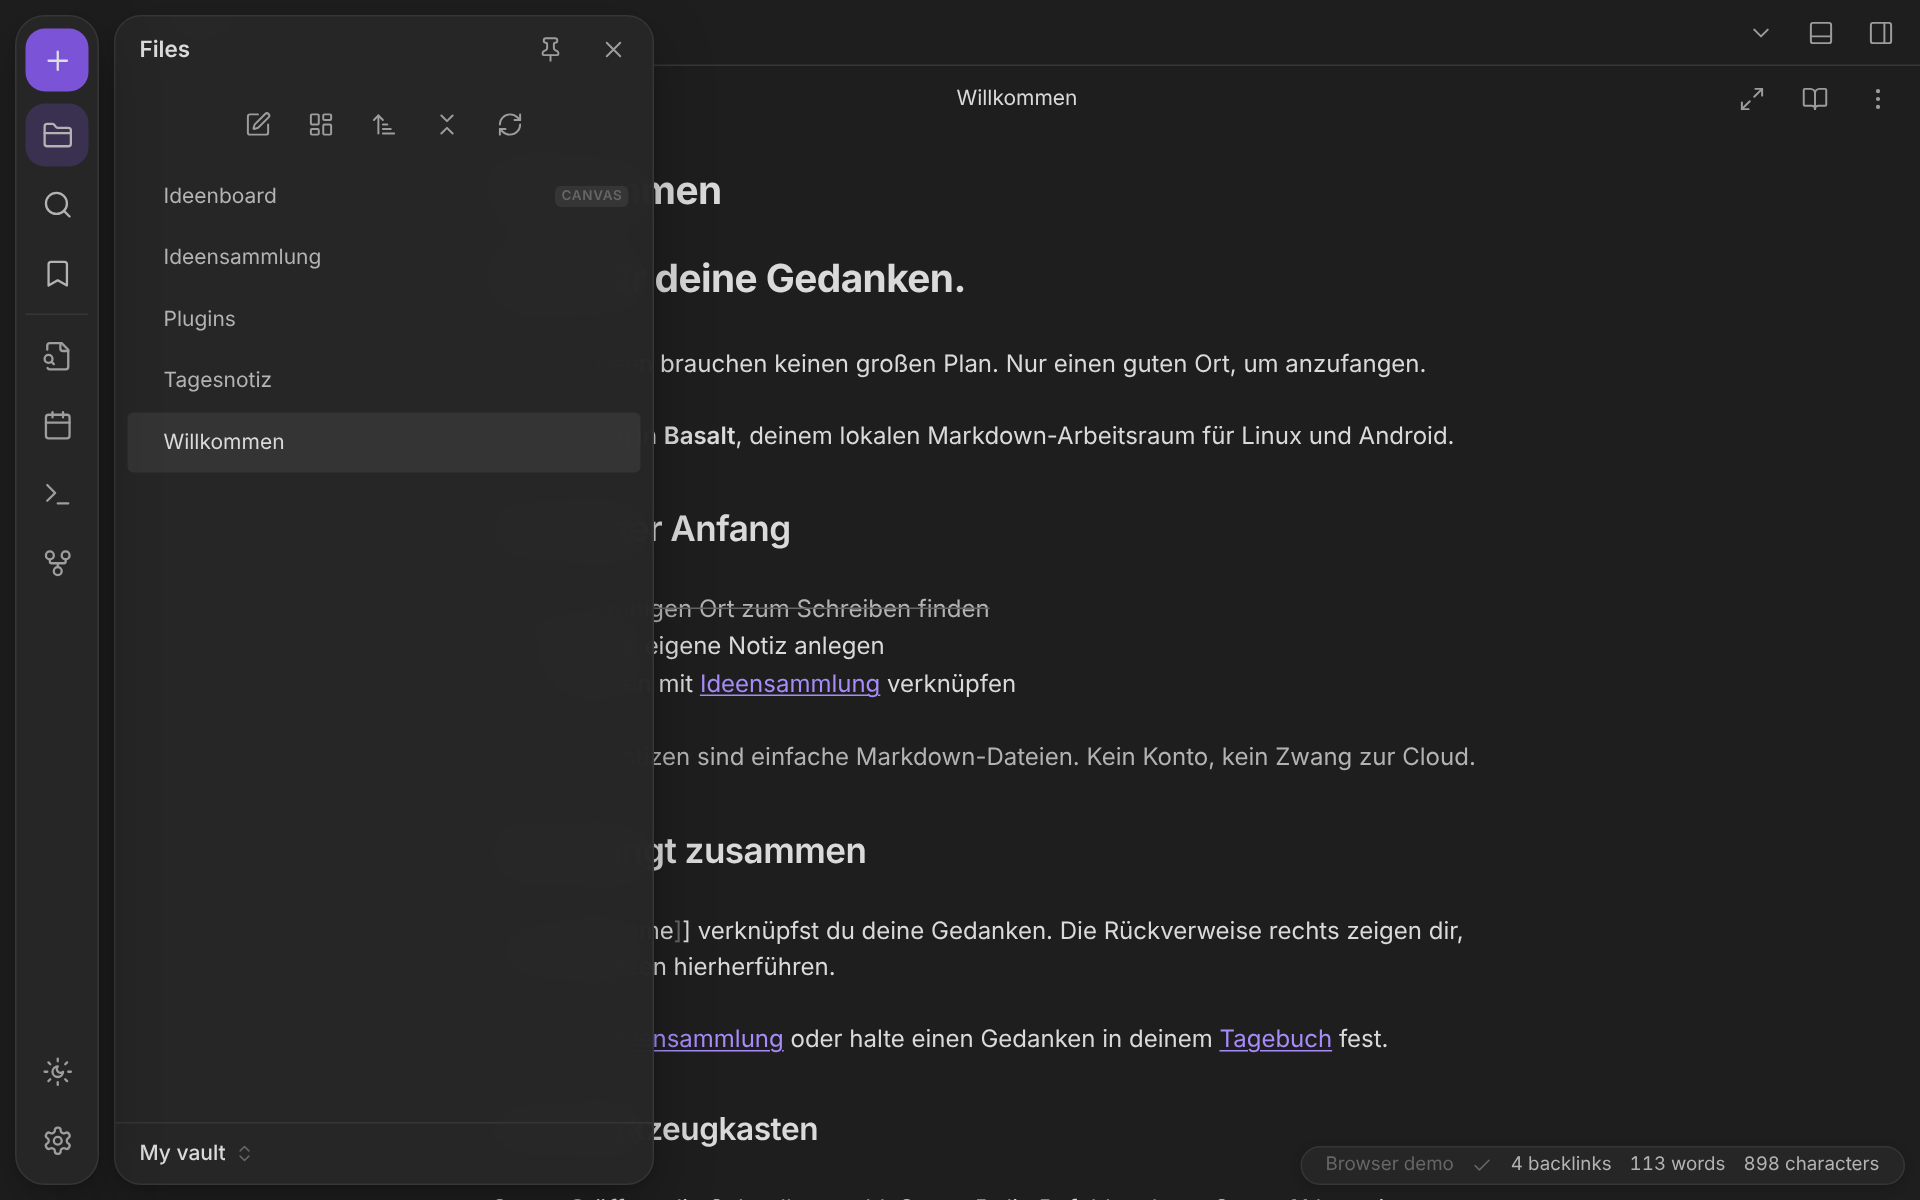 Files
Ideenboard
CANVAS
Ideensammlung
Plugins
Tagesnotiz
Willkommen
My vault
Willkommen
men
deine Gedanken.
brauchen keinen großen Plan. Nur einen guten Ort, um anzufangen.
Basalt, deinem lokalen Markdown-Arbeitsraum für Linux und Android.
r Anfang
gen Ort zum Schreiben finden
eigene Notiz anlegen
mit Ideensammlung verknüpfen
zen sind einfache Markdown-Dateien. Kein Konto, kein Zwang zur Cloud.
gt zusammen
me]] verknüpfst du deine Gedanken. Die Rückverweise rechts zeigen dir,
n hierherführen.
nsammlung oder halte einen Gedanken in deinem Tagebuch fest.
zeugkasten
Browser demo 4 backlinks 113 words 898 characters